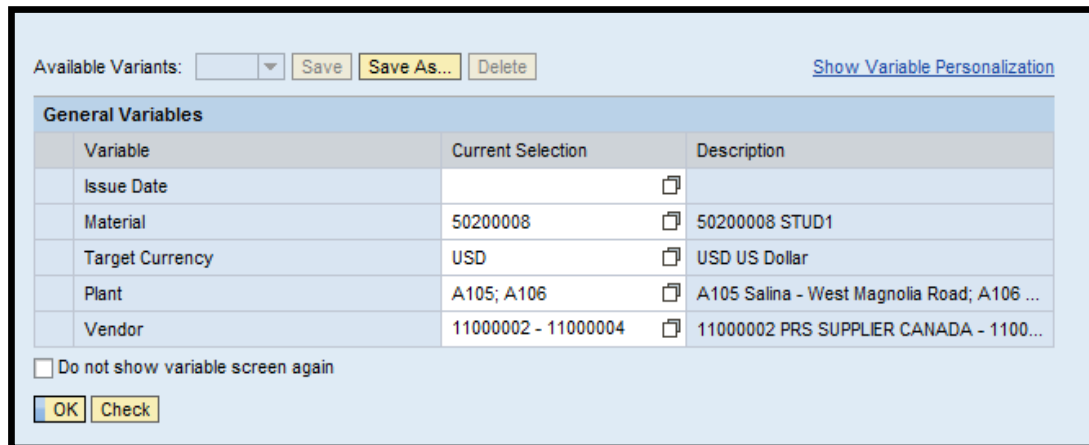 Available Variants: Save Save As... Delete Show Variable Personalization
General Variables
Variable Current Selection Description
Issue Date
Material 50200008 50200008 STUD1
Target Currency USD USD US Dollar
Plant A105; A106 A105 Salina - West Magnolia Road; A106 ...
Vendor 11000002 - 11000004 11000002 PRS SUPPLIER CANADA - 1100...
Do not show variable screen again
OK Check